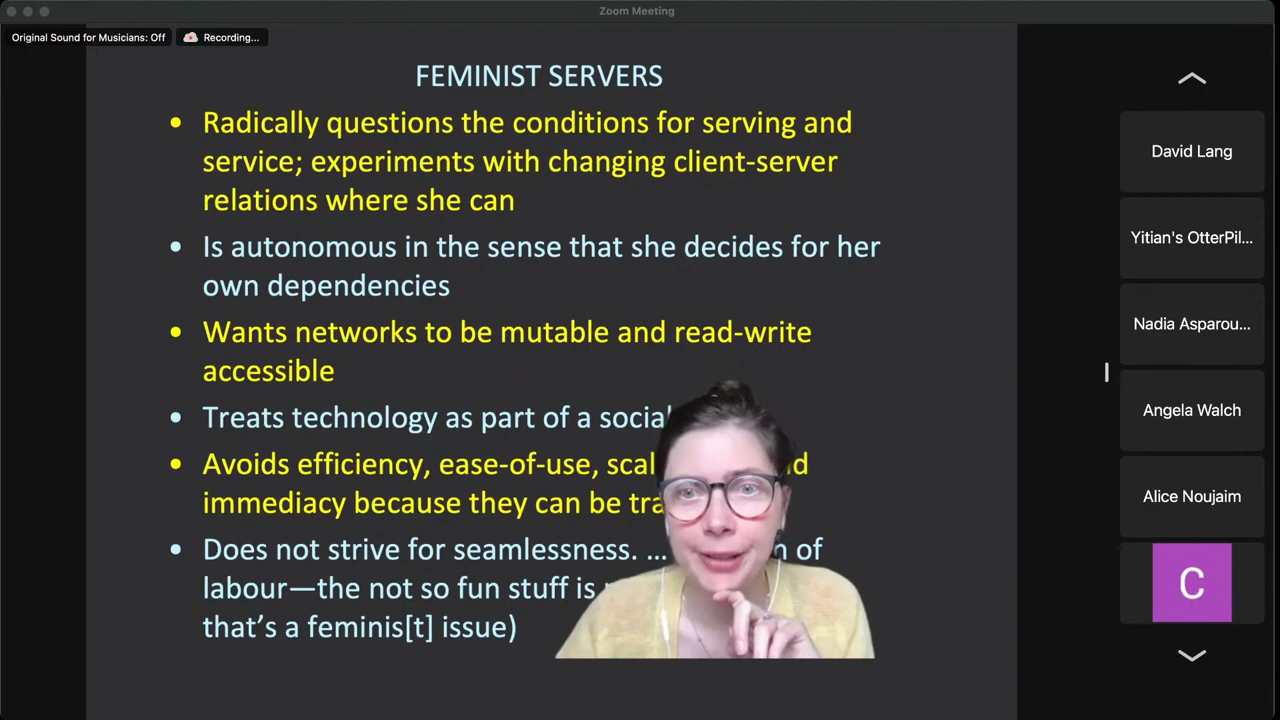 Zoom Meeting
Original Sound for Musicians: Off
Recording...
FEMINIST SERVERS
• Radically questions the conditions for serving and
service; experiments with changing client-server
relations where she can
• Is autonomous in the sense that she decides for her
own dependencies
• Wants networks to be mutable and read-write
accessible
• Treats technology as part of a social
• Avoids efficiency, ease-of-use,
immediacy because they can be
• Does not strive for seamlessness. … of
labour—the not so fun stuff is
that’s a feminis[t] issue)
David Lang
Yitian's OtterPil...
Nadia Asparou...
Angela Walch
Alice Noujaim
C